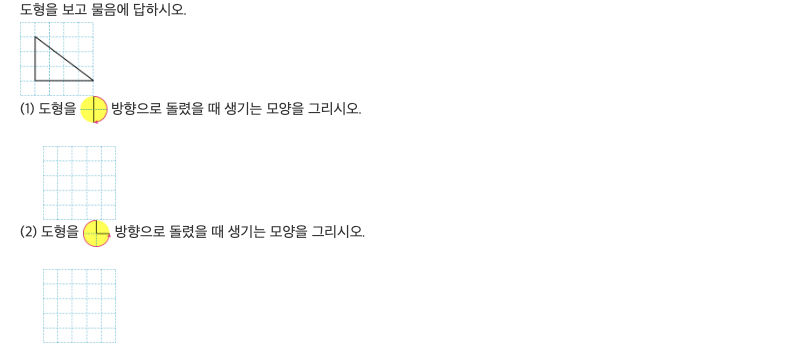 도형을 보고 물음에 답하시오.
(1) 도형을 방향으로 돌렸을 때 생기는 모양을 그리시오.
(2) 도형을 방향으로 돌렸을 때 생기는 모양을 그리시오.